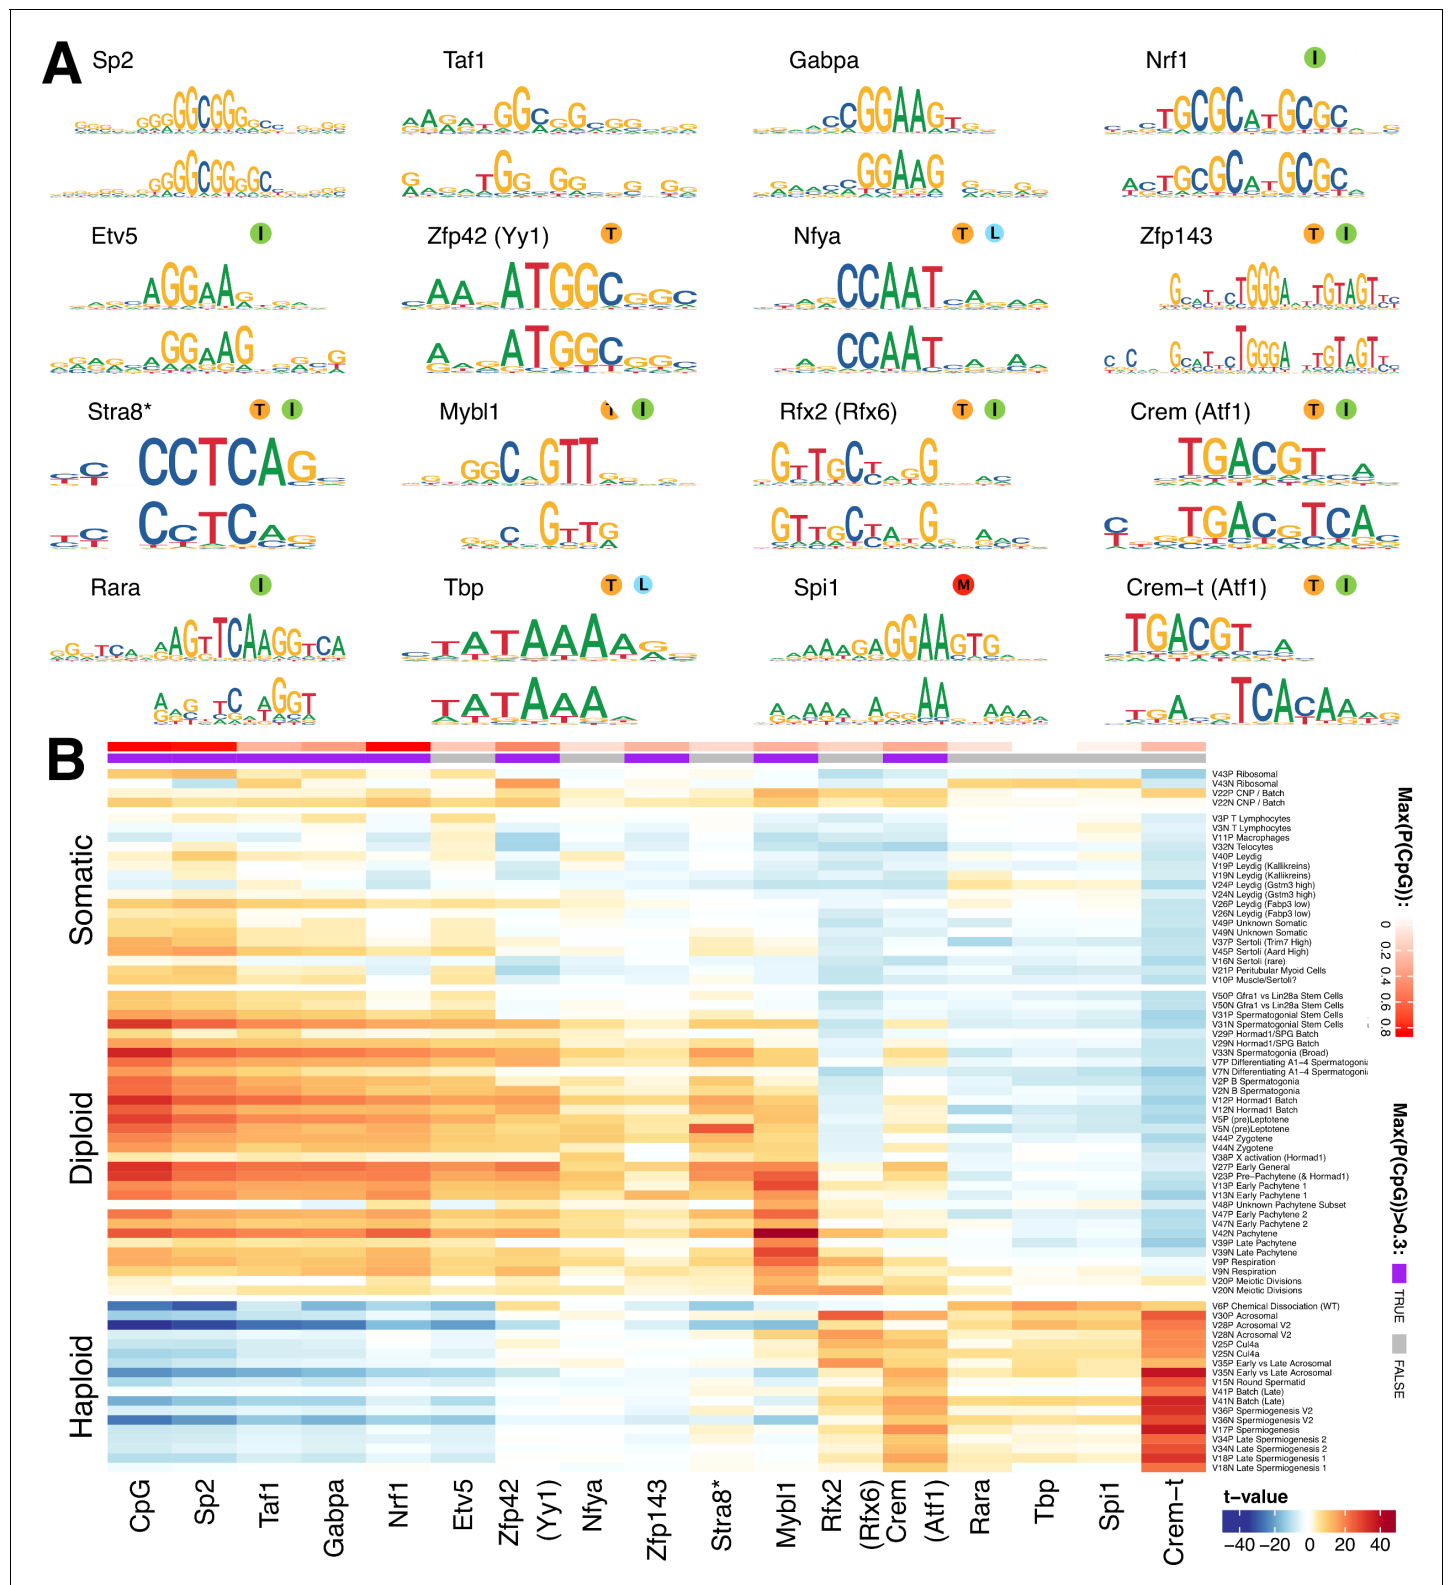 A
Sp2
Taf1
Gabpa
Nrf1
I
Etv5
I
Zfp42 (Yy1)
T
Nfya
T L
Zfp143
T I
Stra8*
T I
Mybl1
T I
Rfx2 (Rfx6)
T I
Crem (Atf1)
T I
Rara
I
Tbp
T L
Spi1
M
Crem−t (Atf1)
T I
B
Somatic
Diploid
Haploid
V43P Ribosomal
V43N Ribosomal
V22P CNP / Batch
V22N CNP / Batch
V3P T Lymphocytes
V3N T Lymphocytes
V11P Macrophages
V32N Telocytes
V40P Leydig
V19P Leydig (Kallikreins)
V19N Leydig (Kallikreins)
V24P Leydig (Gstm3 high)
V24N Leydig (Gstm3 high)
V26P Leydig (Fabp3 low)
V26N Leydig (Fabp3 low)
V49P Unknown Somatic
V49N Unknown Somatic
V37P Sertoli (Trim7 High)
V45P Sertoli (Aard High)
V16N Sertoli (rare)
V21P Peritubular Myoid Cells
V10P Muscle/Sertoli?
V50P Gfra1 vs Lin28a Stem Cells
V50N Gfra1 vs Lin28a Stem Cells
V31P Spermatogonial Stem Cells
V31N Spermatogonial Stem Cells
V29P Hormad1/SPG Batch
V29N Hormad1/SPG Batch
V33N Spermatogonia (Broad)
V7P Differentiating A1−4 Spermatogonia
V7N Differentiating A1−4 Spermatogonia
V2P B Spermatogonia
V2N B Spermatogonia
V12P Hormad1 Batch
V12N Hormad1 Batch
V5P (pre)Leptotene
V5N (pre)Leptotene
V44P Zygotene
V44N Zygotene
V38P X activation (Hormad1)
V27P Early General
V23P Pre−Pachytene (& Hormad1)
V13P Early Pachytene 1
V13N Early Pachytene 1
V48P Unknown Pachytene Subset
V47P Early Pachytene 2
V47N Early Pachytene 2
V42N Pachytene
V39P Late Pachytene
V39N Late Pachytene
V9P Respiration
V9N Respiration
V20P Meiotic Divisions
V20N Meiotic Divisions
V6P Chemical Dissociation (WT)
V30P Acrosomal
V28P Acrosomal V2
V28N Acrosomal V2
V25P Cul4a
V25N Cul4a
V35P Early vs Late Acrosomal
V35N Early vs Late Acrosomal
V15N Round Spermatid
V41P Batch (Late)
V41N Batch (Late)
V36P Spermiogenesis V2
V36N Spermiogenesis V2
V17P Spermiogenesis
V34P Late Spermiogenesis 2
V34N Late Spermiogenesis 2
V18P Late Spermiogenesis 1
V18N Late Spermiogenesis 1
CpG
Sp2
Taf1
Gabpa
Nrf1
Etv5
Zfp42
(Yy1)
Nfya
Zfp143
Stra8*
Mybl1
Rfx2
(Rfx6)
Crem
(Atf1)
Rara
Tbp
Spi1
Crem−t
Max(P(CpG)):
0 0.2 0.4 0.6 0.8
Max(P(CpG))>0.3:
TRUE
FALSE
t−value
−40 −20 0 20 40